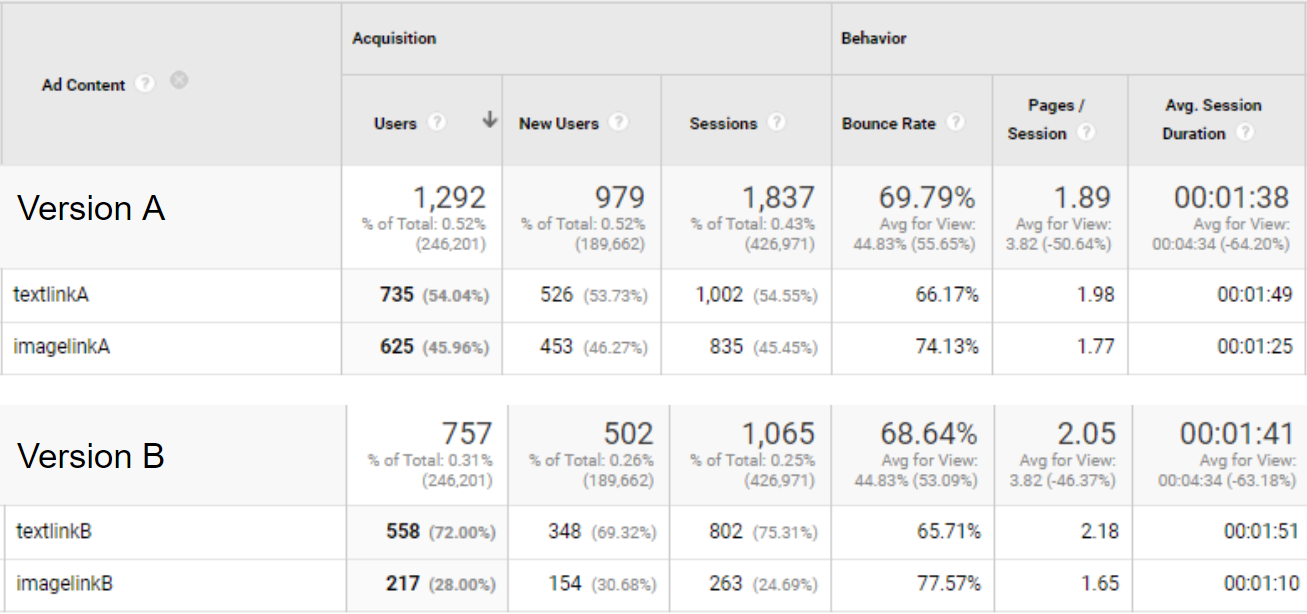 Acquisition
Behavior
Ad Content ?
Users ?
New Users ?
Sessions ?
Bounce Rate ?
Pages /
Session ?
Avg. Session
Duration ?
Version A
1,292
% of Total: 0.52%
(246,201)
979
% of Total: 0.52%
(189,662)
1,837
% of Total: 0.43%
(426,971)
69.79%
Avg for View:
44.83% (55.65%)
1.89
Avg for View:
3.82 (-50.64%)
00:01:38
Avg for View:
00:04:34 (-64.20%)
textlinkA 735 (54.04%) 526 (53.73%) 1,002 (54.55%) 66.17% 1.98 00:01:49
imagelinkA 625 (45.96%) 453 (46.27%) 835 (45.45%) 74.13% 1.77 00:01:25
Version B
757
% of Total: 0.31%
(246,201)
502
% of Total: 0.26%
(189,662)
1,065
% of Total: 0.25%
(426,971)
68.64%
Avg for View:
44.83% (53.09%)
2.05
Avg for View:
3.82 (-46.37%)
00:01:41
Avg for View:
00:04:34 (-63.18%)
textlinkB 558 (72.00%) 348 (69.32%) 802 (75.31%) 65.71% 2.18 00:01:51
imagelinkB 217 (28.00%) 154 (30.68%) 263 (24.69%) 77.57% 1.65 00:01:10